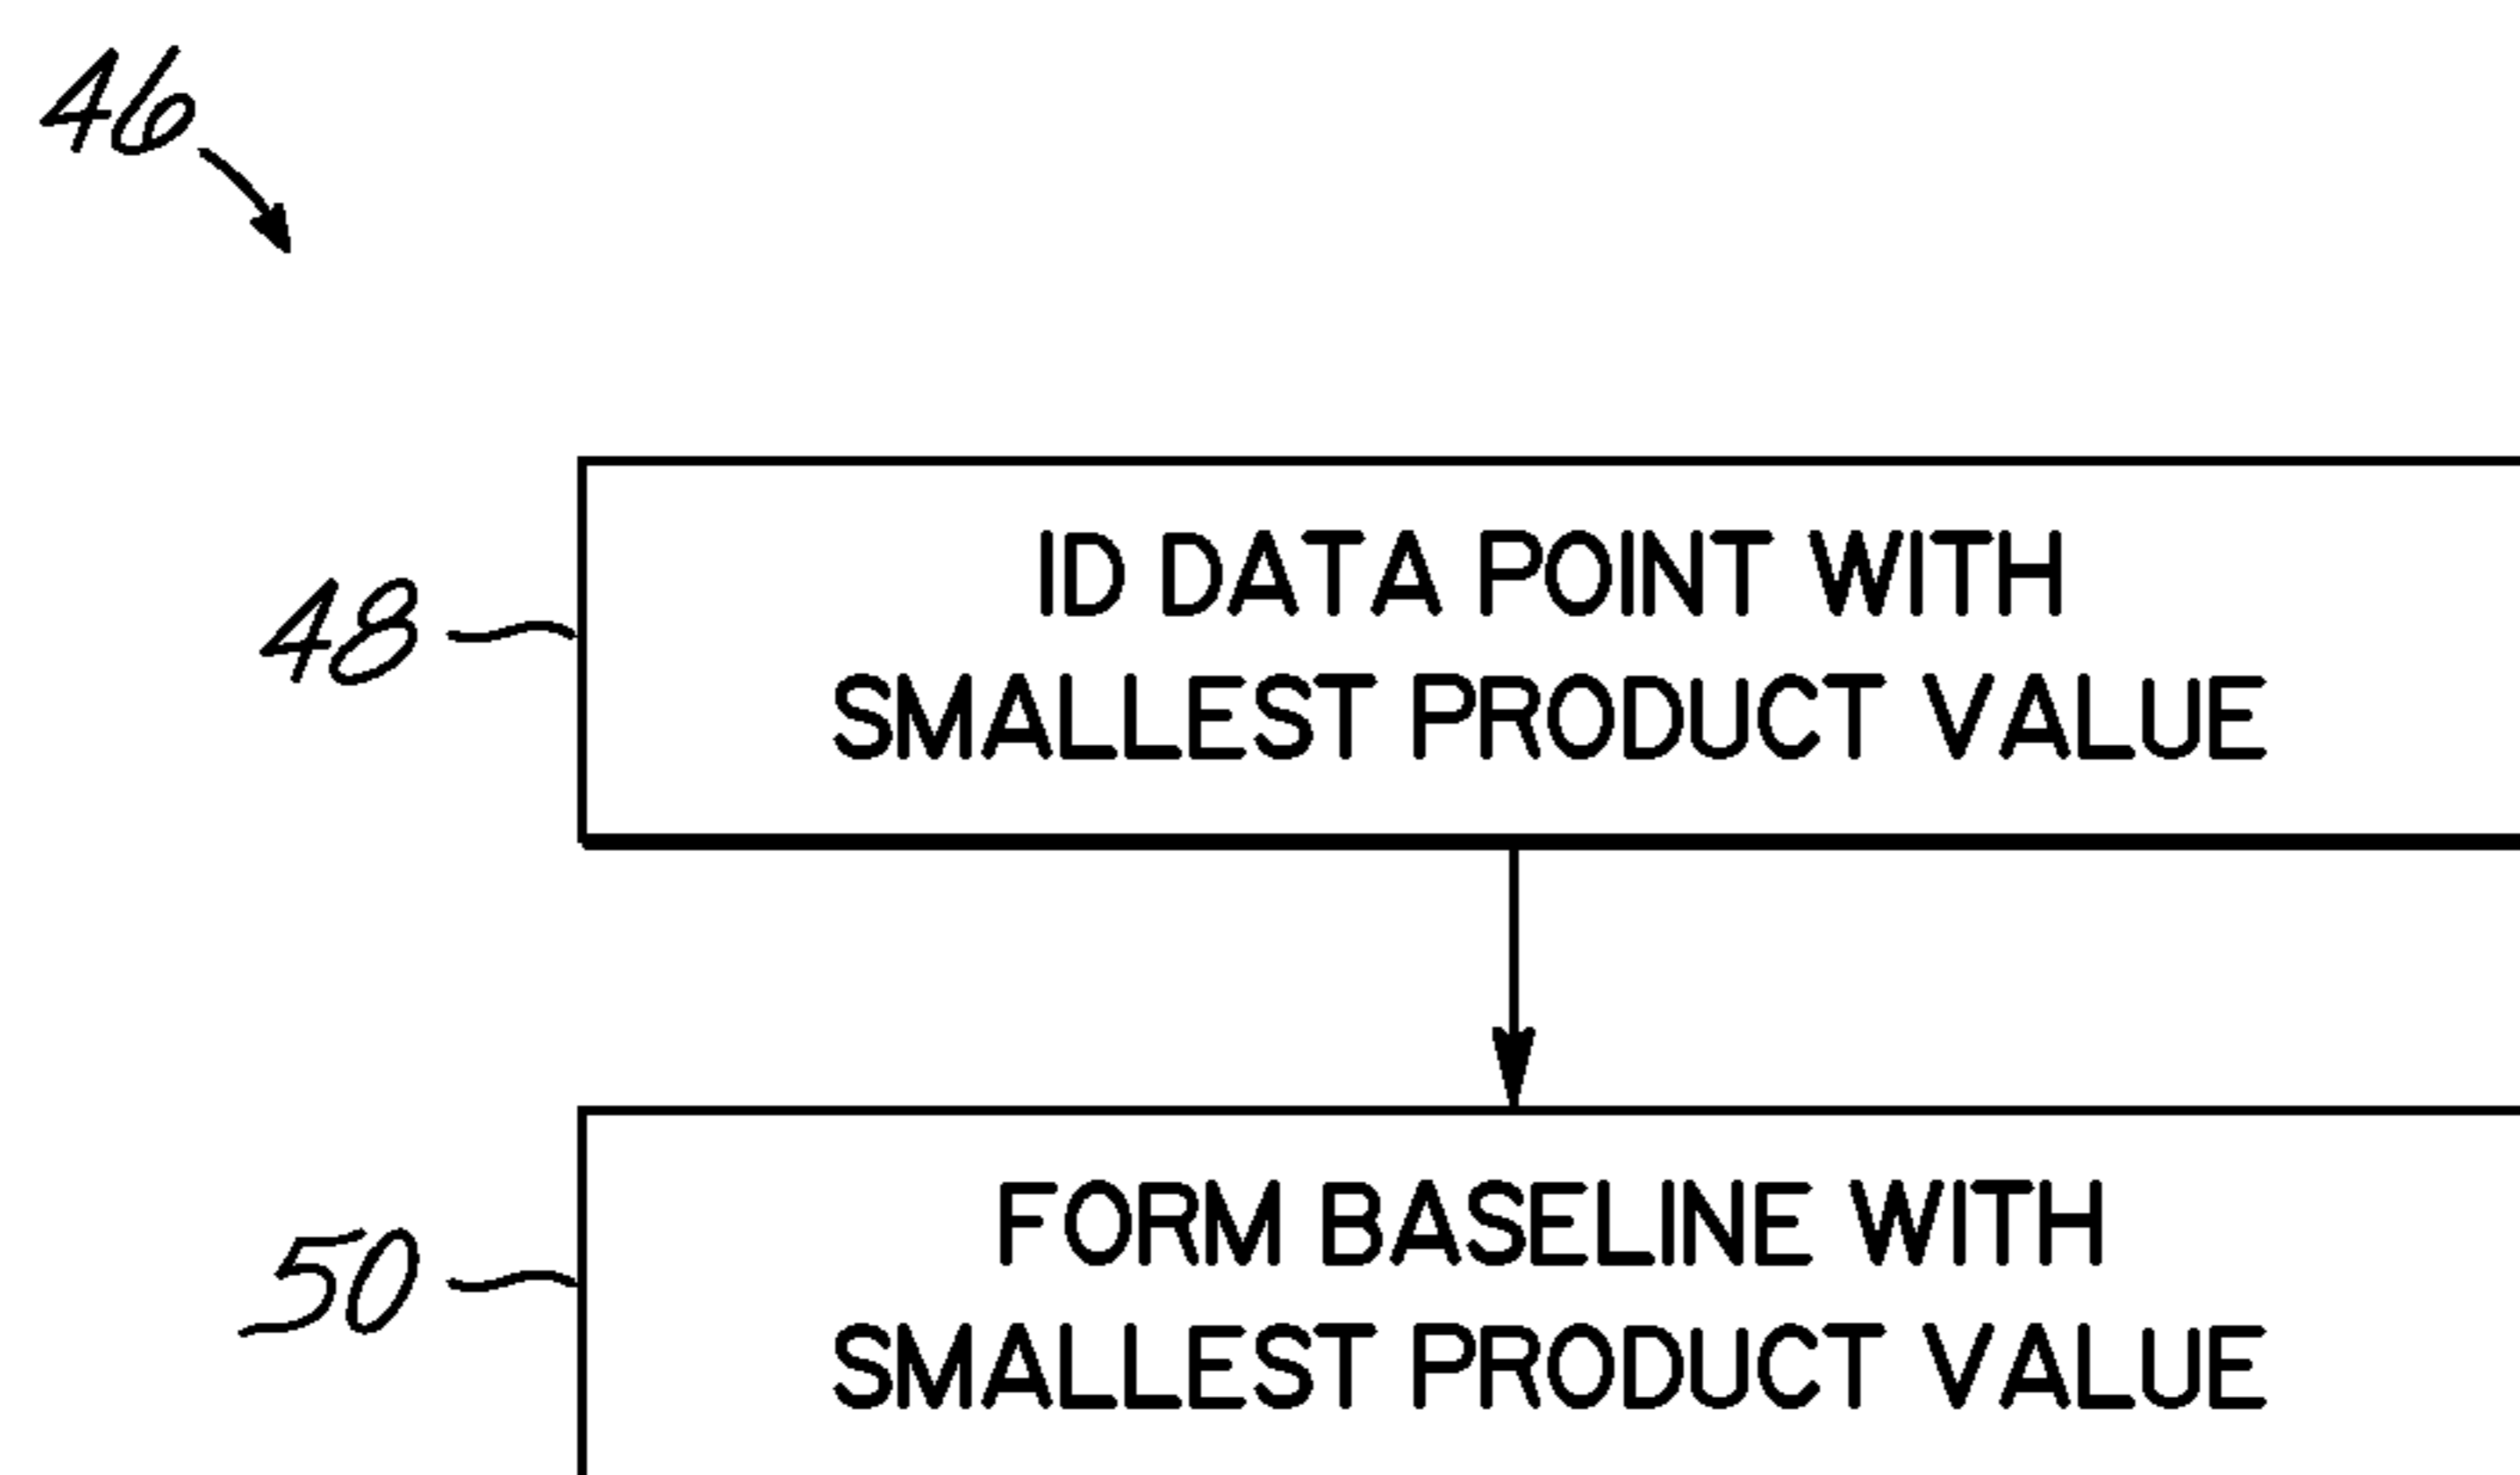 46
48
ID DATA POINT WITH
SMALLEST PRODUCT VALUE
50
FORM BASELINE WITH
SMALLEST PRODUCT VALUE